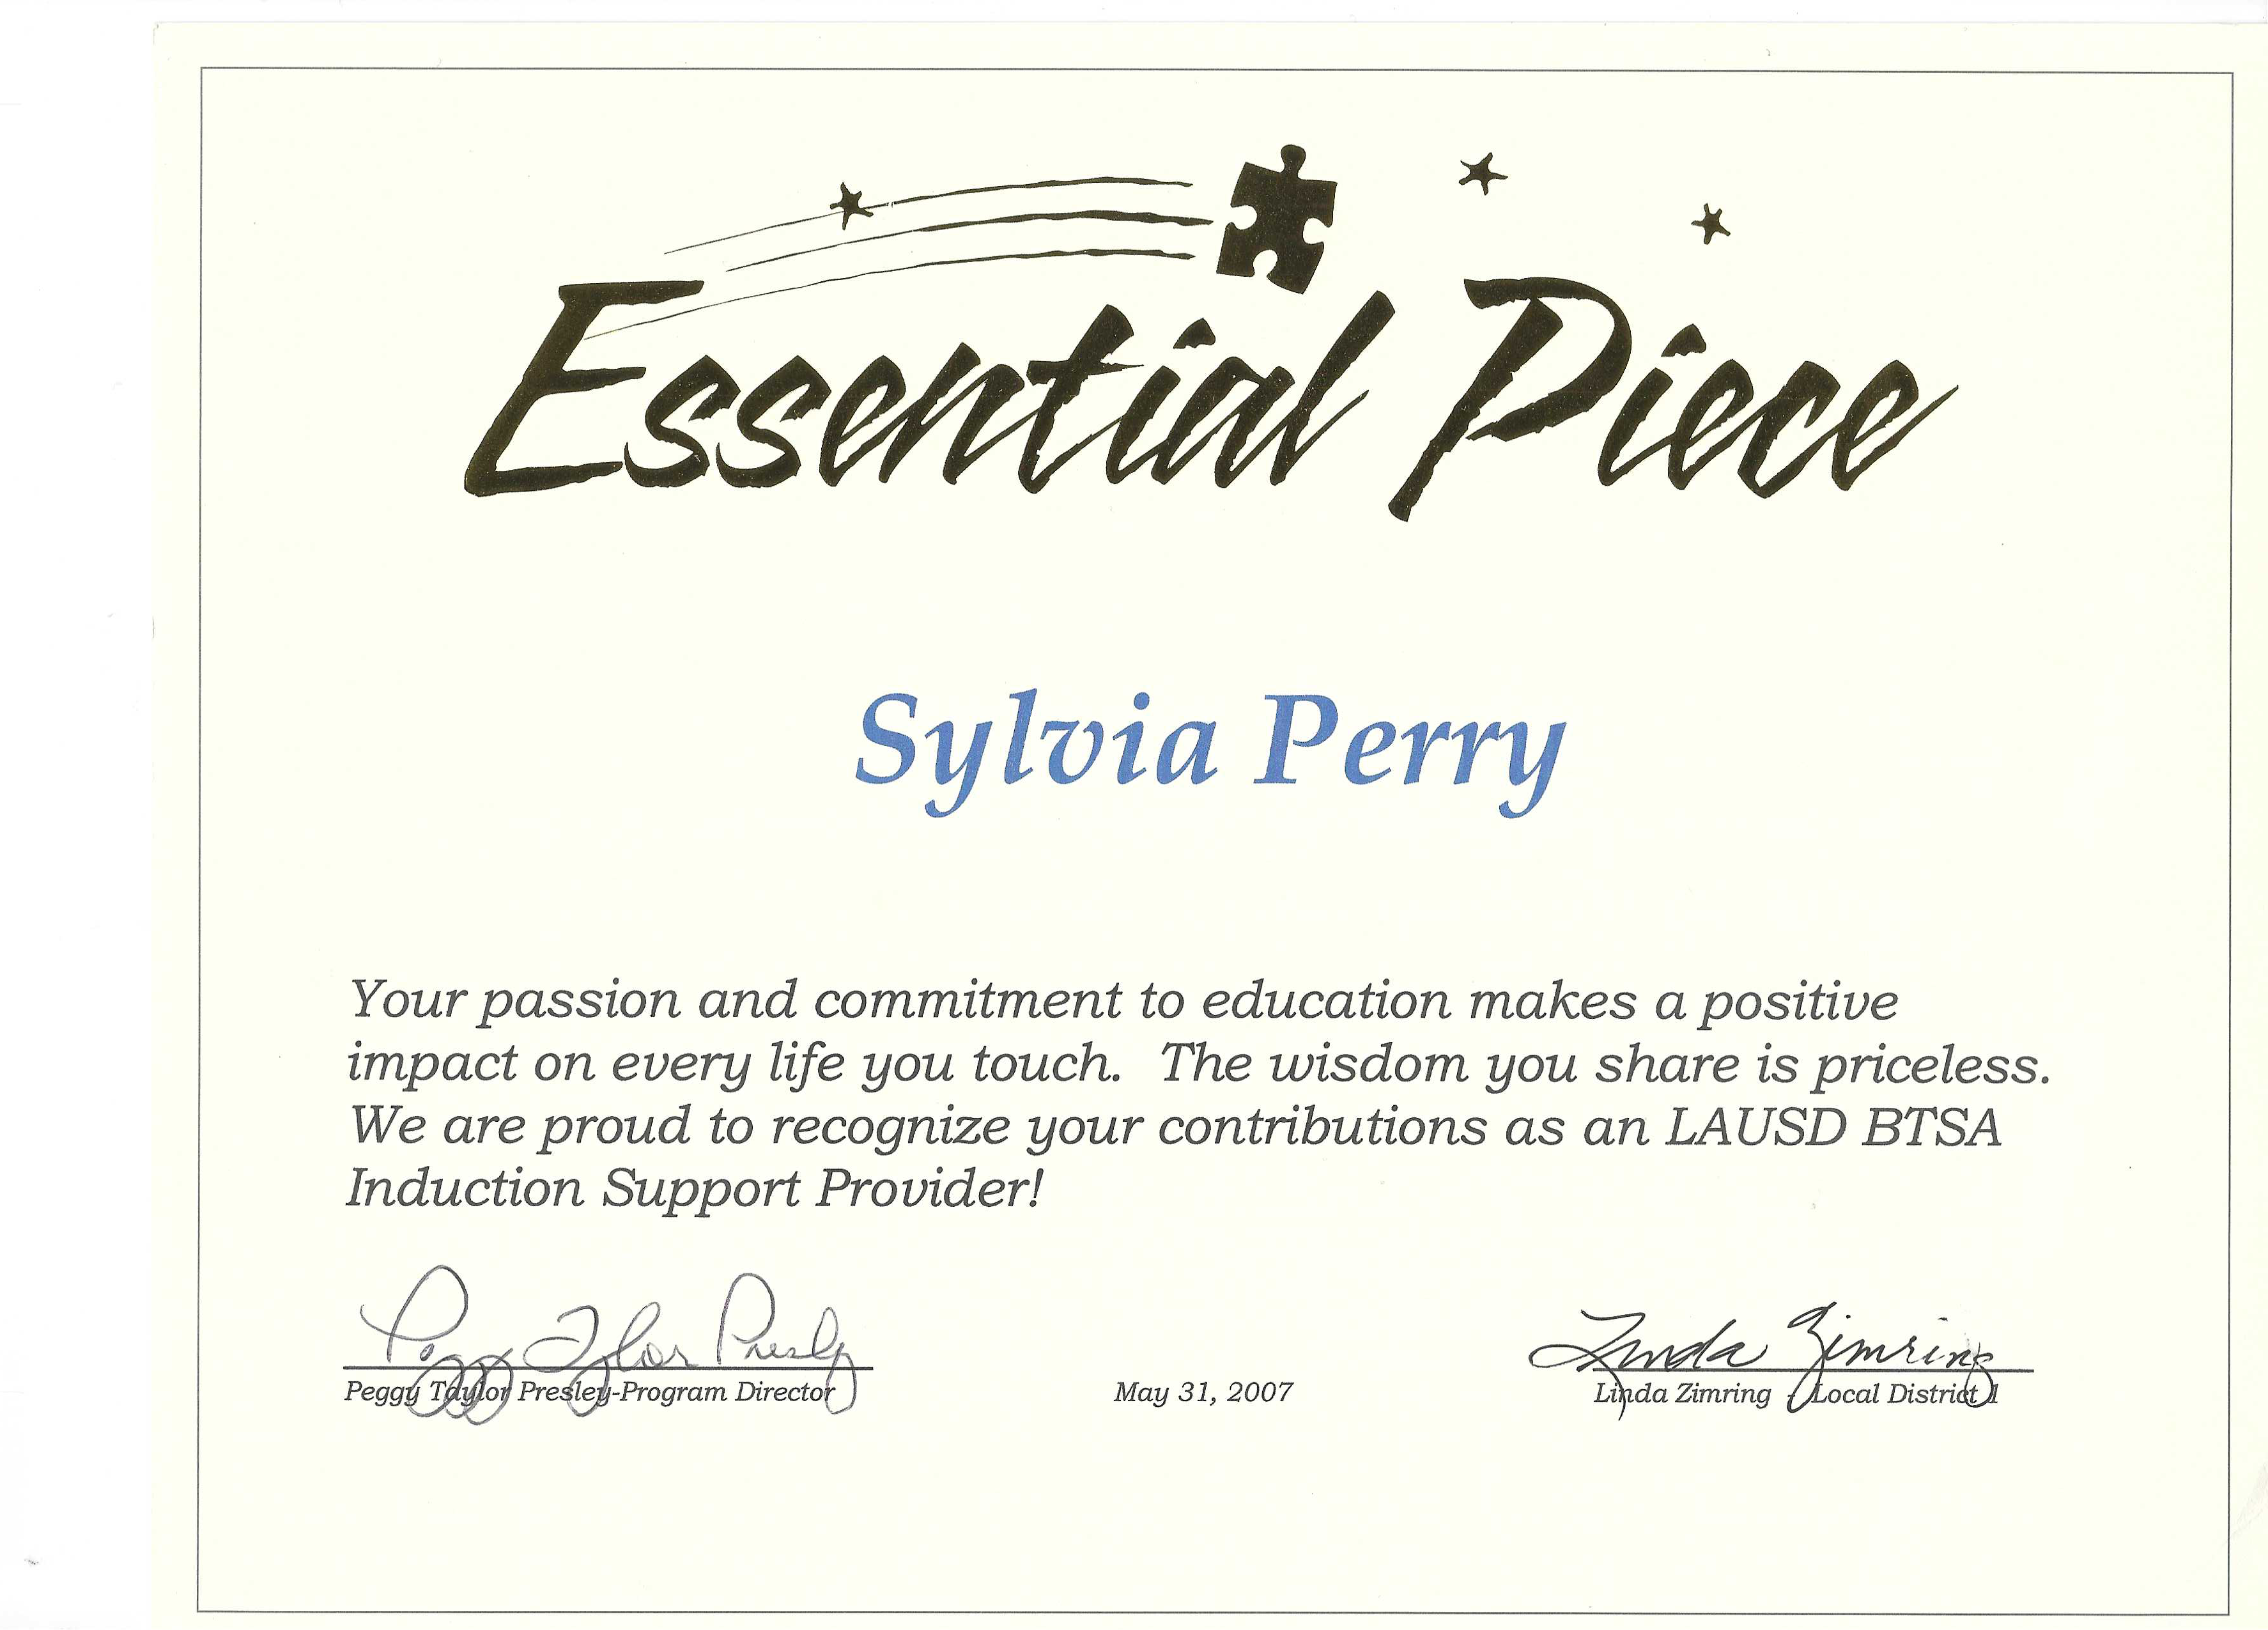 Essential Piece
Sylvia Perry
Your passion and commitment to education makes a positive
impact on every life you touch.  The wisdom you share is priceless.
We are proud to recognize your contributions as an LAUSD BTSA
Induction Support Provider!
Peggy Taylor Presley Linda Zimring
Peggy Taylor Presley-Program Director May 31, 2007 Linda Zimring - Local District 1